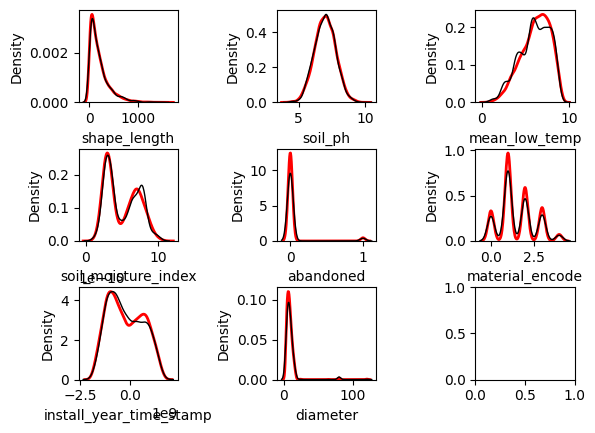 Density
0.002
0.000
0
1000
shape_length
Density
0.4
0.2
0.0
5
10
soil_ph
Density
0.2
0.1
0.0
0
10
mean_low_temp
Density
0.2
0.1
0.0
0
10
soil_moisture_index
Density
10
5
0
0
1
abandoned
Density
1.0
0.5
0.0
0.0
2.5
material_encode
1e−10
Density
4
2
0
−2.5
0.0
1e9
install_year_time_stamp
Density
0.10
0.05
0.00
0
100
diameter
1.0
0.5
0.0
0.0
0.5
1.0